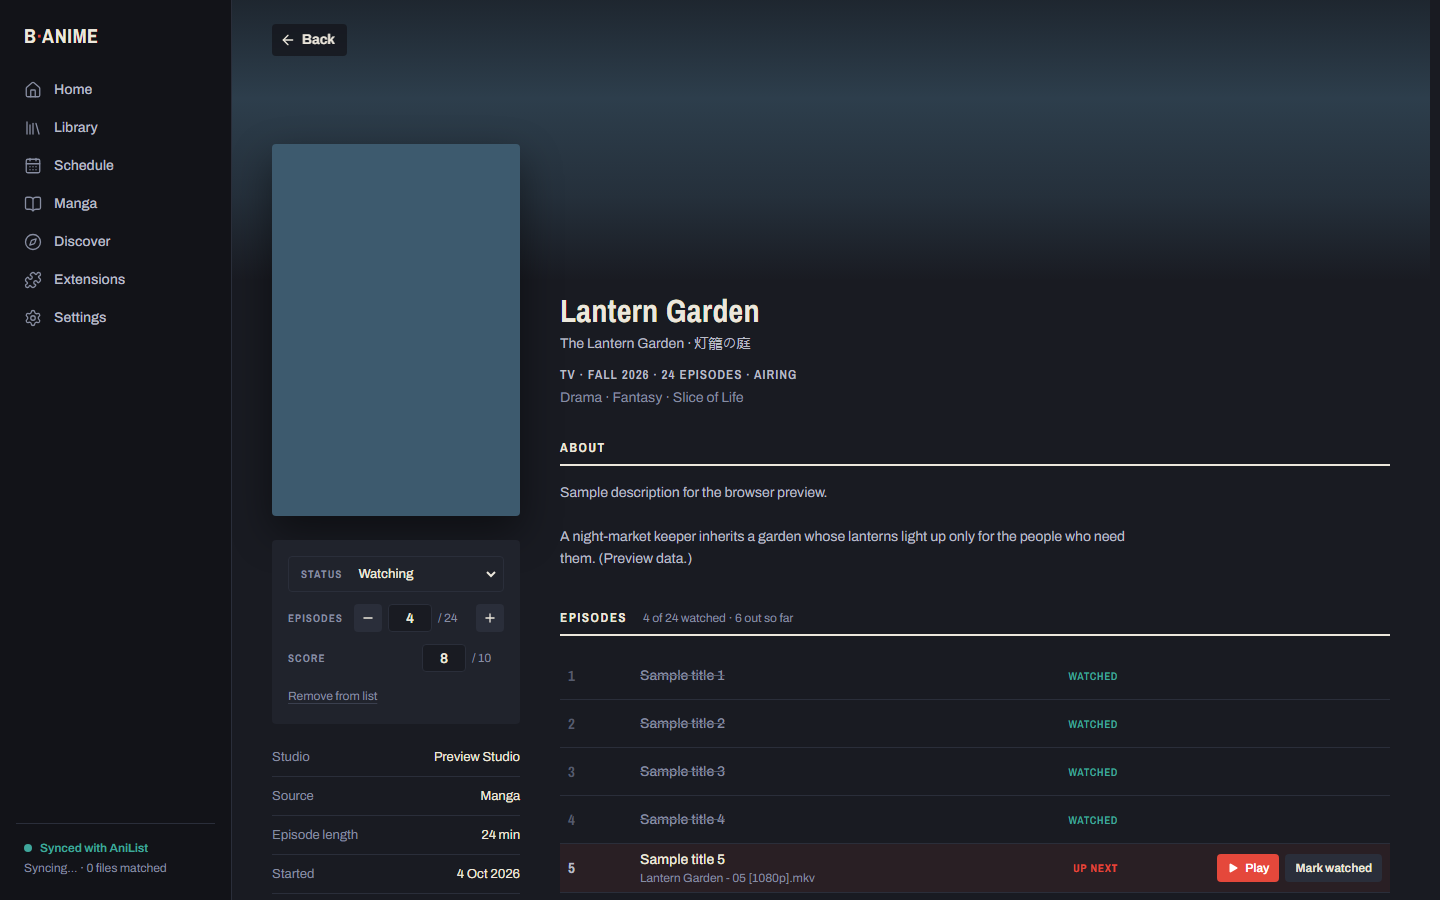 B·ANIME
Home
Library
Schedule
Manga
Discover
Extensions
Settings
Synced with AniList
Syncing... · 0 files matched
Back
STATUS Watching
EPISODES − 4 / 24 +
SCORE 8 / 10
Remove from list
Studio Preview Studio
Source Manga
Episode length 24 min
Started 4 Oct 2026
Lantern Garden
The Lantern Garden · 灯籠の庭
TV · FALL 2026 · 24 EPISODES · AIRING
Drama · Fantasy · Slice of Life
ABOUT
Sample description for the browser preview.
A night-market keeper inherits a garden whose lanterns light up only for the people who need
them. (Preview data.)
EPISODES 4 of 24 watched · 6 out so far
1 Sample title 1 WATCHED
2 Sample title 2 WATCHED
3 Sample title 3 WATCHED
4 Sample title 4 WATCHED
5 Sample title 5 UP NEXT Play Mark watched
Lantern Garden - 05 [1080p].mkv